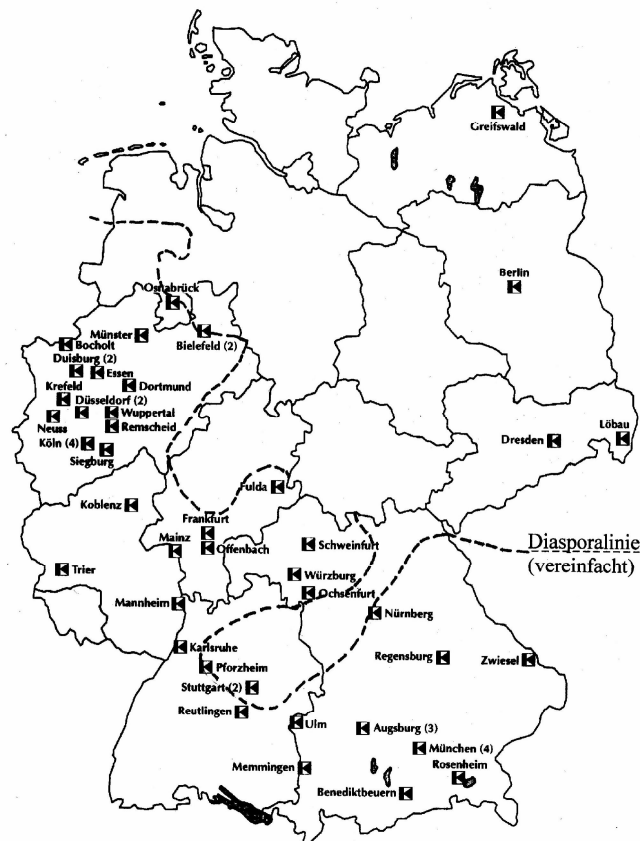 Greifswald
Berlin
Osnabrück
Münster
Bielefeld (2)
Bocholt
Duisburg (2)
Essen
Krefeld
Dortmund
Düsseldorf (2)
Wuppertal
Neuss
Remscheid
Köln (4)
Siegburg
Löbau
Dresden
Fulda
Koblenz
Frankfurt
Mainz
Offenbach
Schweinfurt
Diasporalinie
(vereinfacht)
Trier
Würzburg
Ochsenfurt
Mannheim
Nürnberg
Karlsruhe
Regensburg
Zwiesel
Pforzheim
Stuttgart (2)
Reutlingen
Ulm
Augsburg (3)
München (4)
Rosenheim
Memmingen
Benediktbeuern